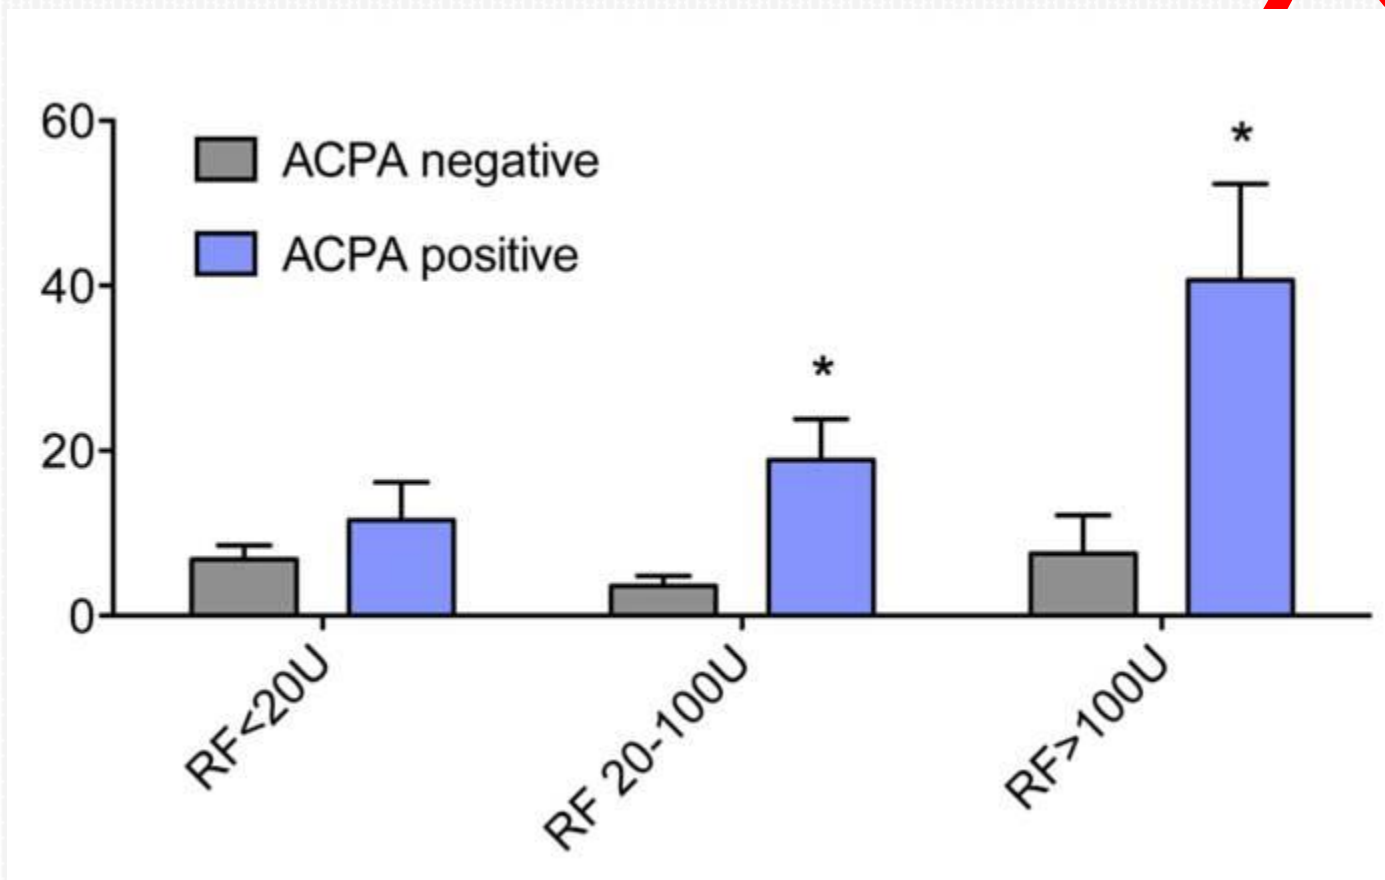 60
40
20
0
ACPA negative
ACPA positive
*
*
RF<20U
RF 20-100U
RF>100U